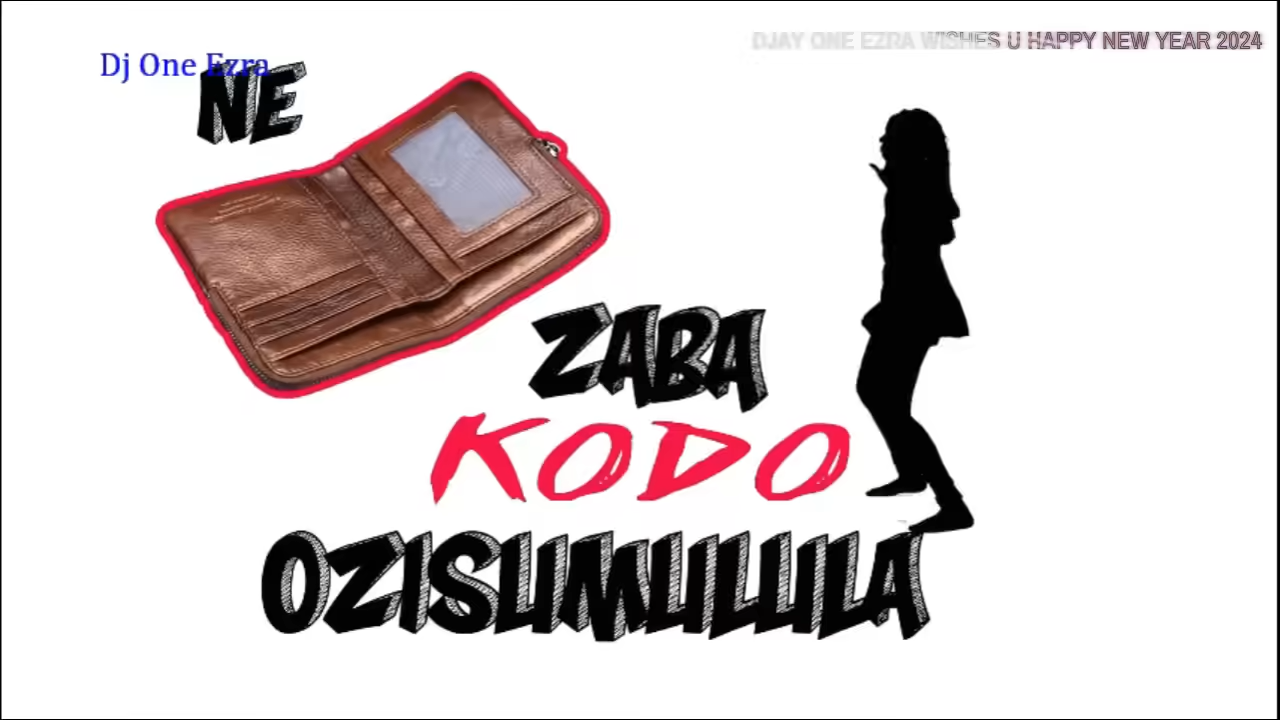 DJAY ONE EZRA WISHES U HAPPY NEW YEAR 2024
Dj One Ezra
NE
ZABA
KODO
OZISUMULULA